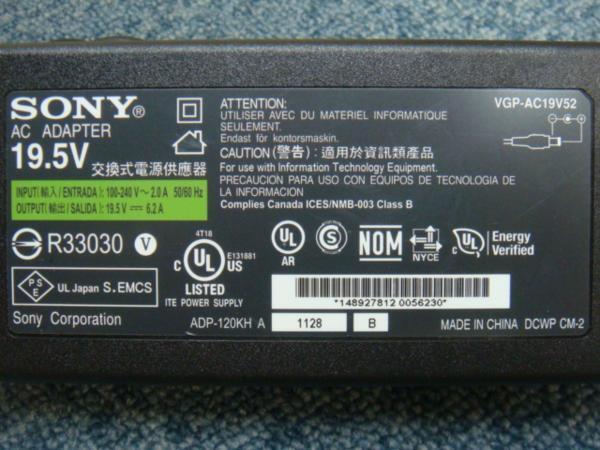 SONY®
AC ADAPTER
19.5V
交換式電源供應器
INPUT(輸入/ENTRADA): 100-240 V～ 2.0 A 50/60 Hz
OUTPUT(輸出/SALIDA): 19.5 V⎓ 6.2 A
ATTENTION:
UTILISER AVEC DU MATERIEL INFORMATIQUE
SEULEMENT.
Endast för kontorsmaskin.
CAUTION (警告) : 適用於資訊類產品
For use with Information Technology Equipment.
PRECAUCION PARA USO CON EQUIPOS DE TECNOLOGIA DE
LA INFORMACION
Complies Canada ICES/NMB-003 Class B
VGP-AC19V52
R33030 V
PSE UL Japan S.EMCS
Sony Corporation
4T18
C UL US E131881
LISTED
ITE POWER SUPPLY
UL AR
S
NOM
NYCE
C UL Energy
Verified
*148927812 0056230*
ADP-120KH A 1128 B
MADE IN CHINA DCWP CM-2